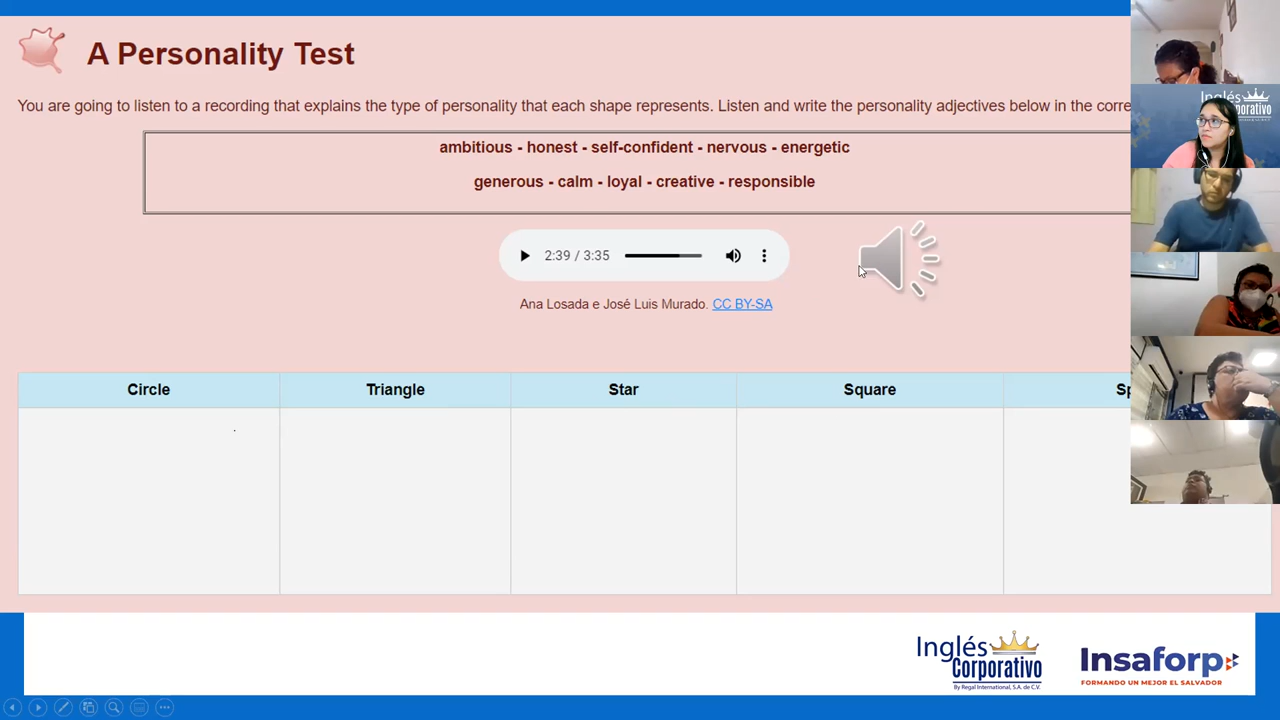 A Personality Test
You are going to listen to a recording that explains the type of personality that each shape represents. Listen and write the personality adjectives below in the
ambitious - honest - self-confident - nervous - energetic
generous - calm - loyal - creative - responsible
2:39 / 3:35
Ana Losada e José Luis Murado. CC BY-SA
Circle Triangle Star Square
Inglés
Corporativo
By Regal International, S.A. de C.V.
Insaforp
FORMANDO UN MEJOR EL SALVADOR